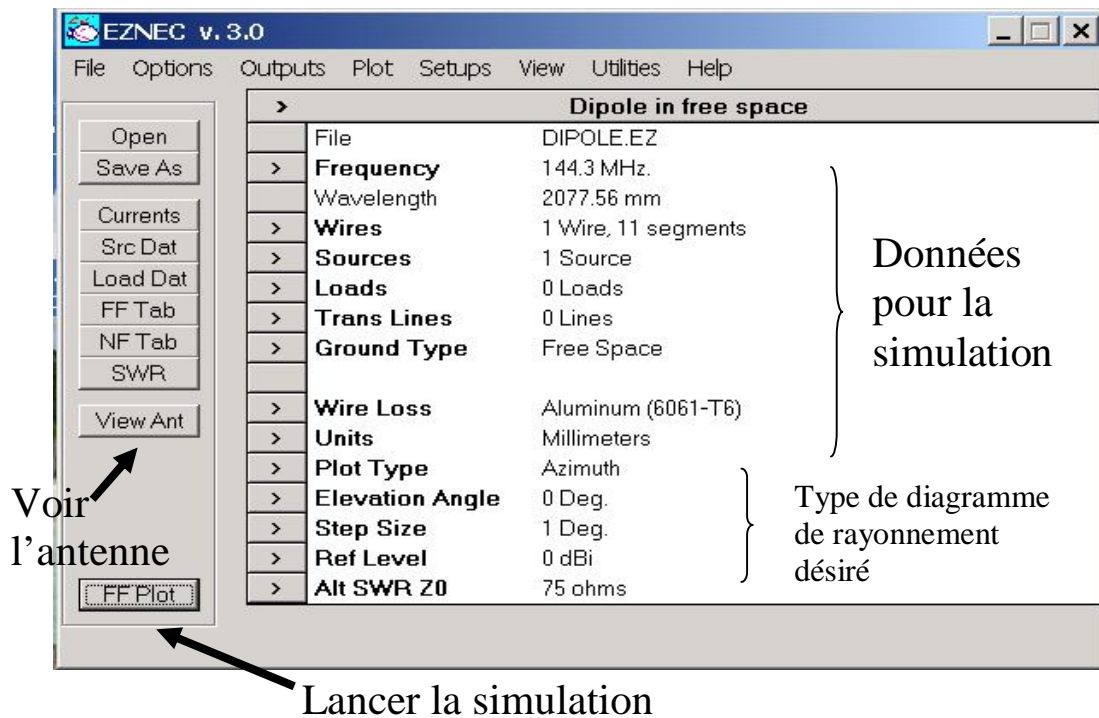 EZNEC v. 3.0
File Options Outputs Plot Setups View Utilities Help
> Dipole in free space
Open
Save As
Currents
Src Dat
Load Dat
FF Tab
NF Tab
SWR
View Ant
FF Plot
File DIPOLE.EZ
> Frequency 144.3 MHz.
Wavelength 2077.56 mm
> Wires 1 Wire, 11 segments
> Sources 1 Source
> Loads 0 Loads
> Trans Lines 0 Lines
> Ground Type Free Space
> Wire Loss Aluminum (6061-T6)
> Units Millimeters
> Plot Type Azimuth
> Elevation Angle 0 Deg.
> Step Size 1 Deg.
> Ref Level 0 dBi
> Alt SWR Z0 75 ohms
Données
pour la
simulation
Type de diagramme
de rayonnement
désiré
Voir
l’antenne
Lancer la simulation